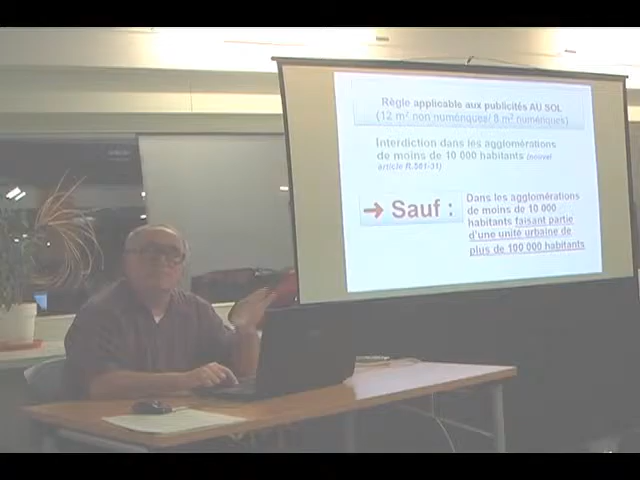 Règle applicable aux publicités AU SOL
(12 m² non numériques/ 8 m² numériques)
Interdiction dans les agglomérations
de moins de 10 000 habitants (nouvel
article R.581-31)
➔ Sauf :
Dans les agglomérations
de moins de 10 000
habitants faisant partie
d'une unité urbaine de
plus de 100 000 habitants